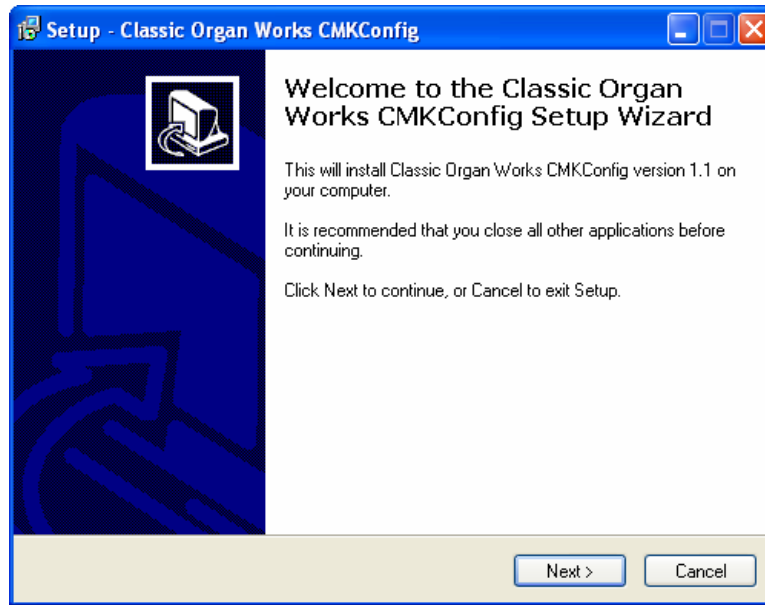 Setup - Classic Organ Works CMKConfig
Welcome to the Classic Organ
Works CMKConfig Setup Wizard
This will install Classic Organ Works CMKConfig version 1.1 on
your computer.
It is recommended that you close all other applications before
continuing.
Click Next to continue, or Cancel to exit Setup.
Next >
Cancel